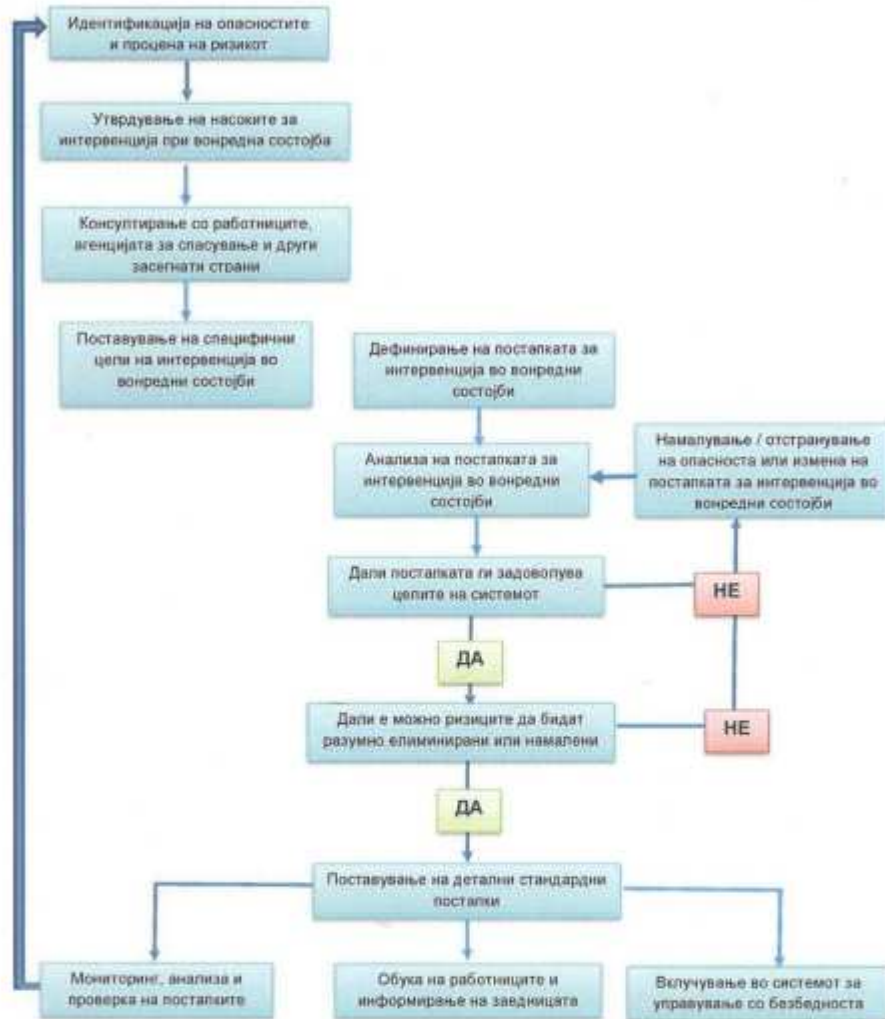 Идентификација на опасностите
и процена на ризикот
Утврдување на насоките за
интервенција при вонредна состојба
Консултирање со работниците,
агенцијата за спасување и други
засегнати страни
Поставување на специфични
цели на интервенција во
вонредни состојби
Дефинирање на постапката за
интервенција во вонредни
состојби
Анализа на постапката за
интервенција во вонредни
состојби
Намалување / отстранување
на опасноста или измена на
постапката за интервенција во
вонредни состојби
Дали постапката ги задоволува
целите на системот
НЕ
ДА
Дали е можно ризиците да бидат
разумно елиминирани или намалени
НЕ
ДА
Поставување на детални стандардни
постапки
Мониторинг, анализа и
проверка на постапките
Обука на работниците и
информирање на заедницата
Вклучување во системот за
управување со безбедноста